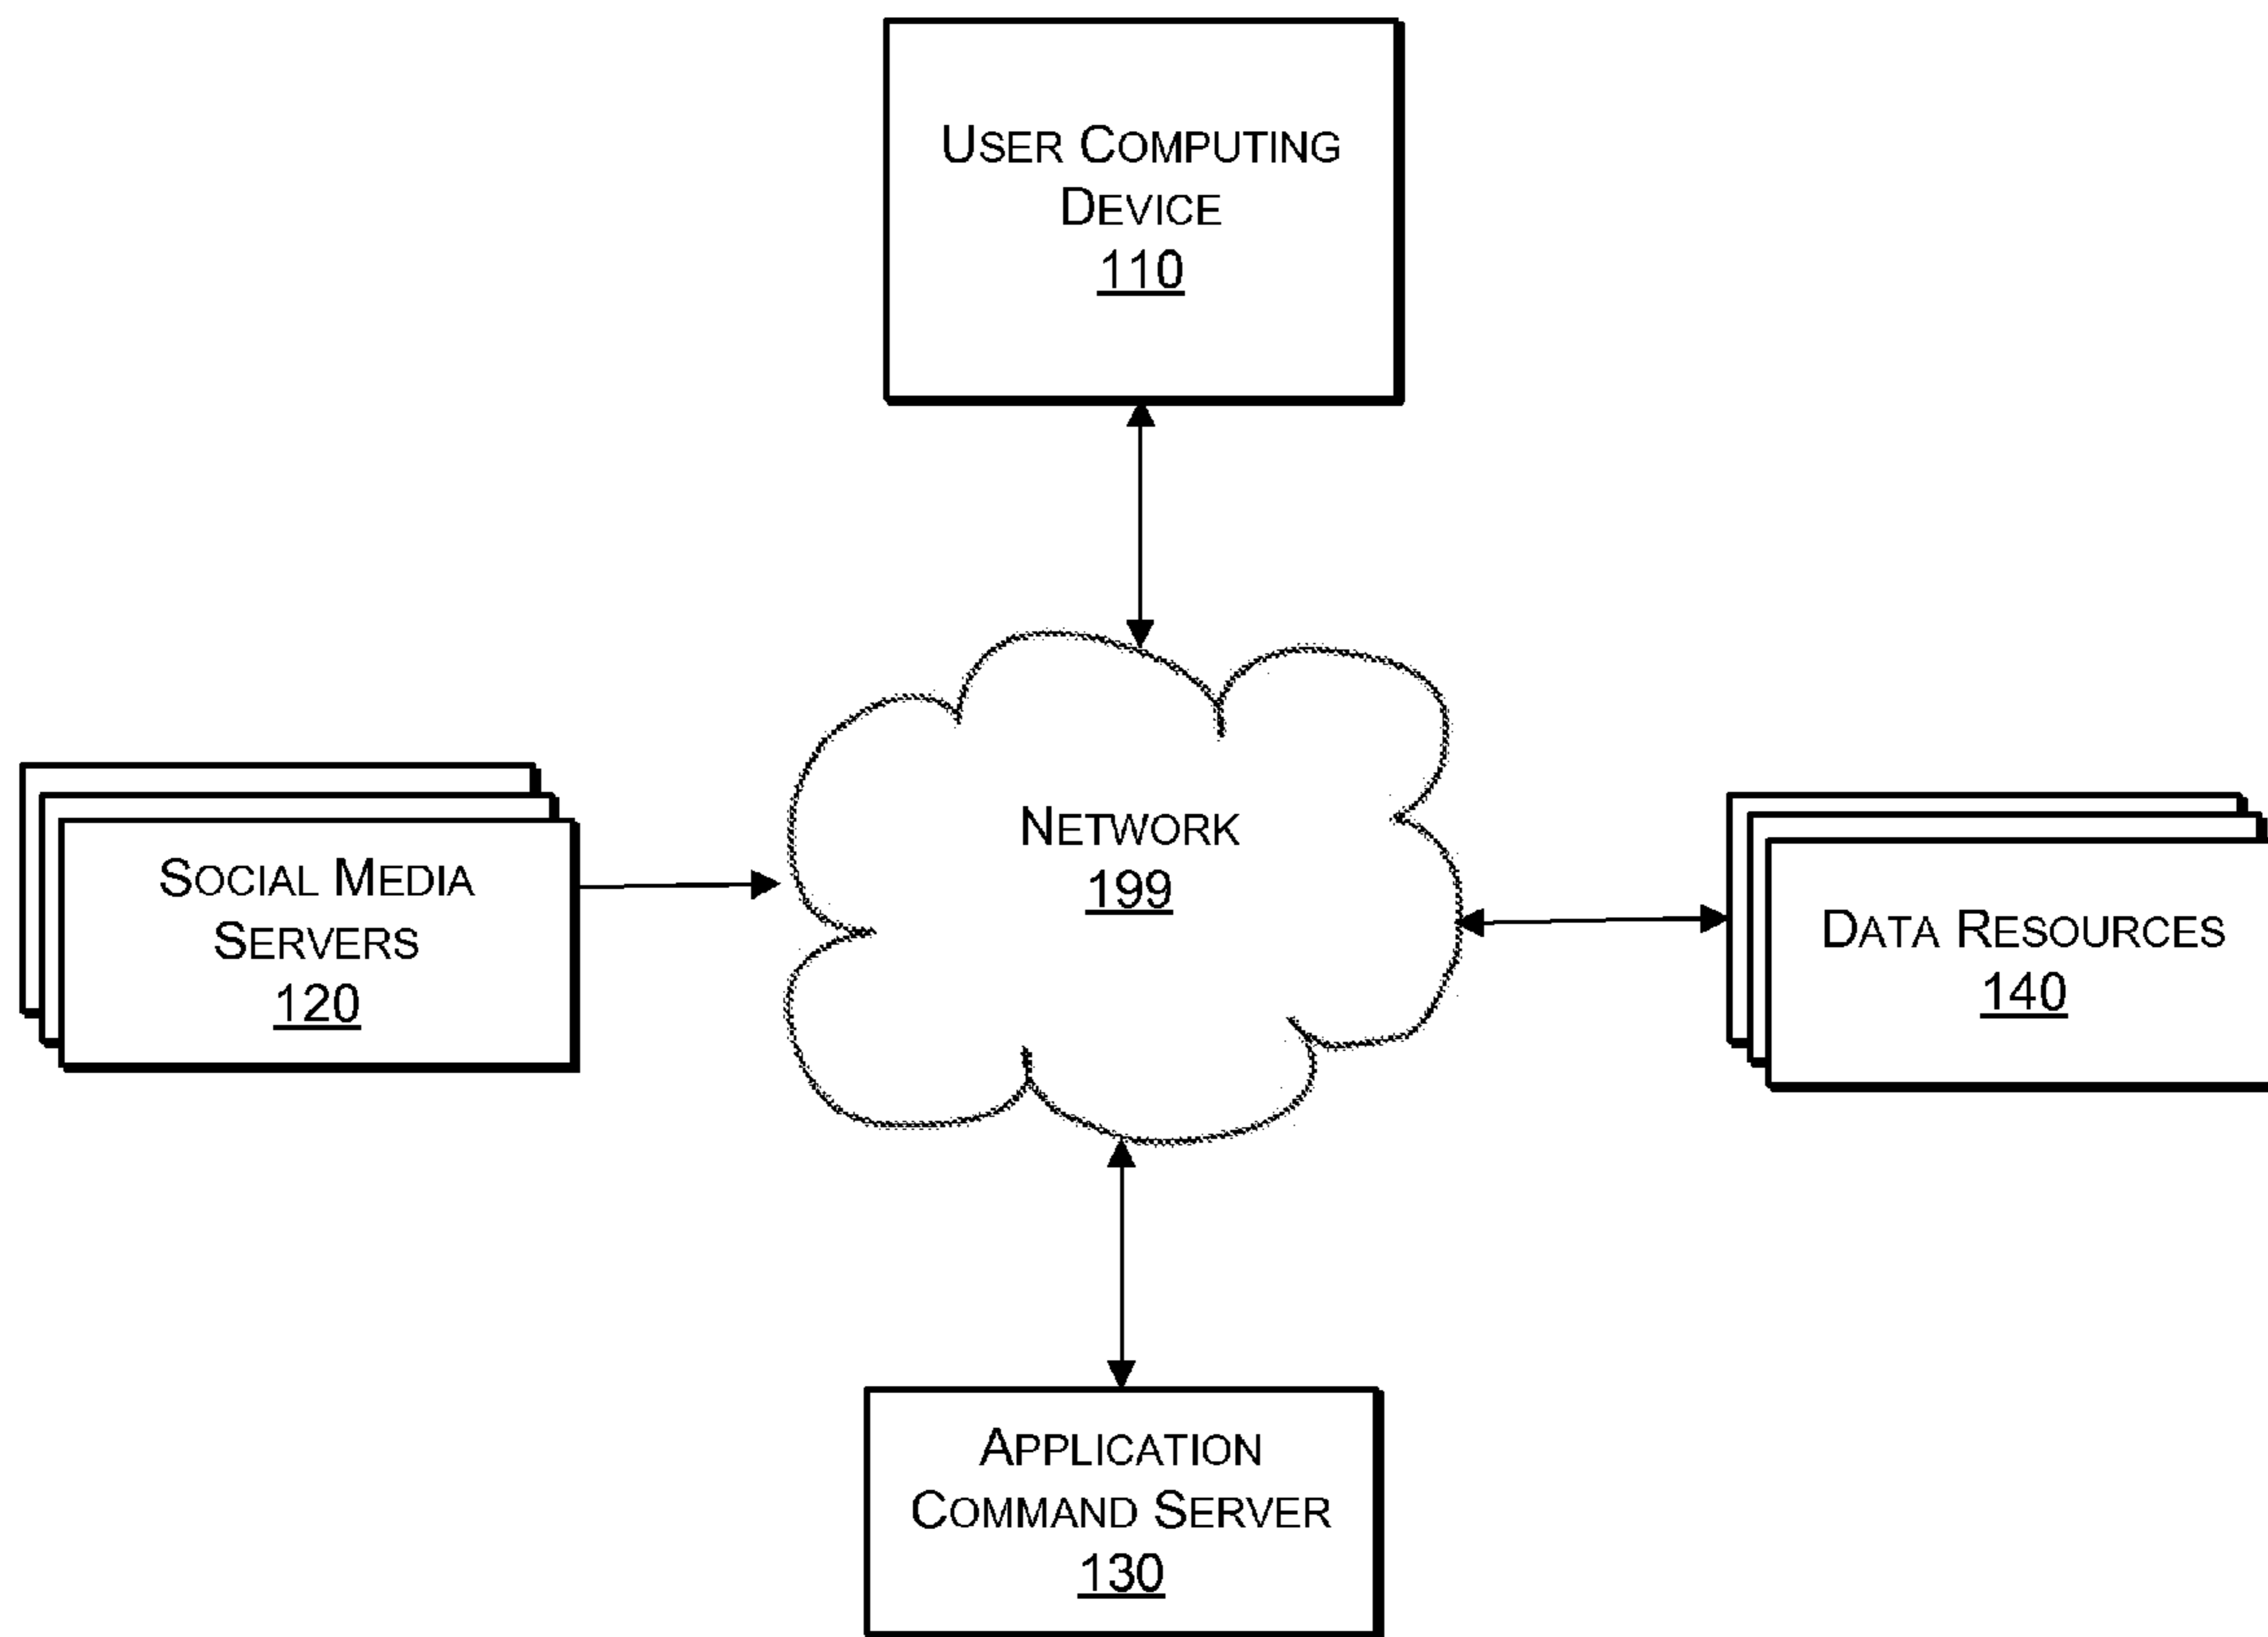 USER COMPUTING
DEVICE
110
NETWORK
199
SOCIAL MEDIA
SERVERS
120
DATA RESOURCES
140
APPLICATION
COMMAND SERVER
130